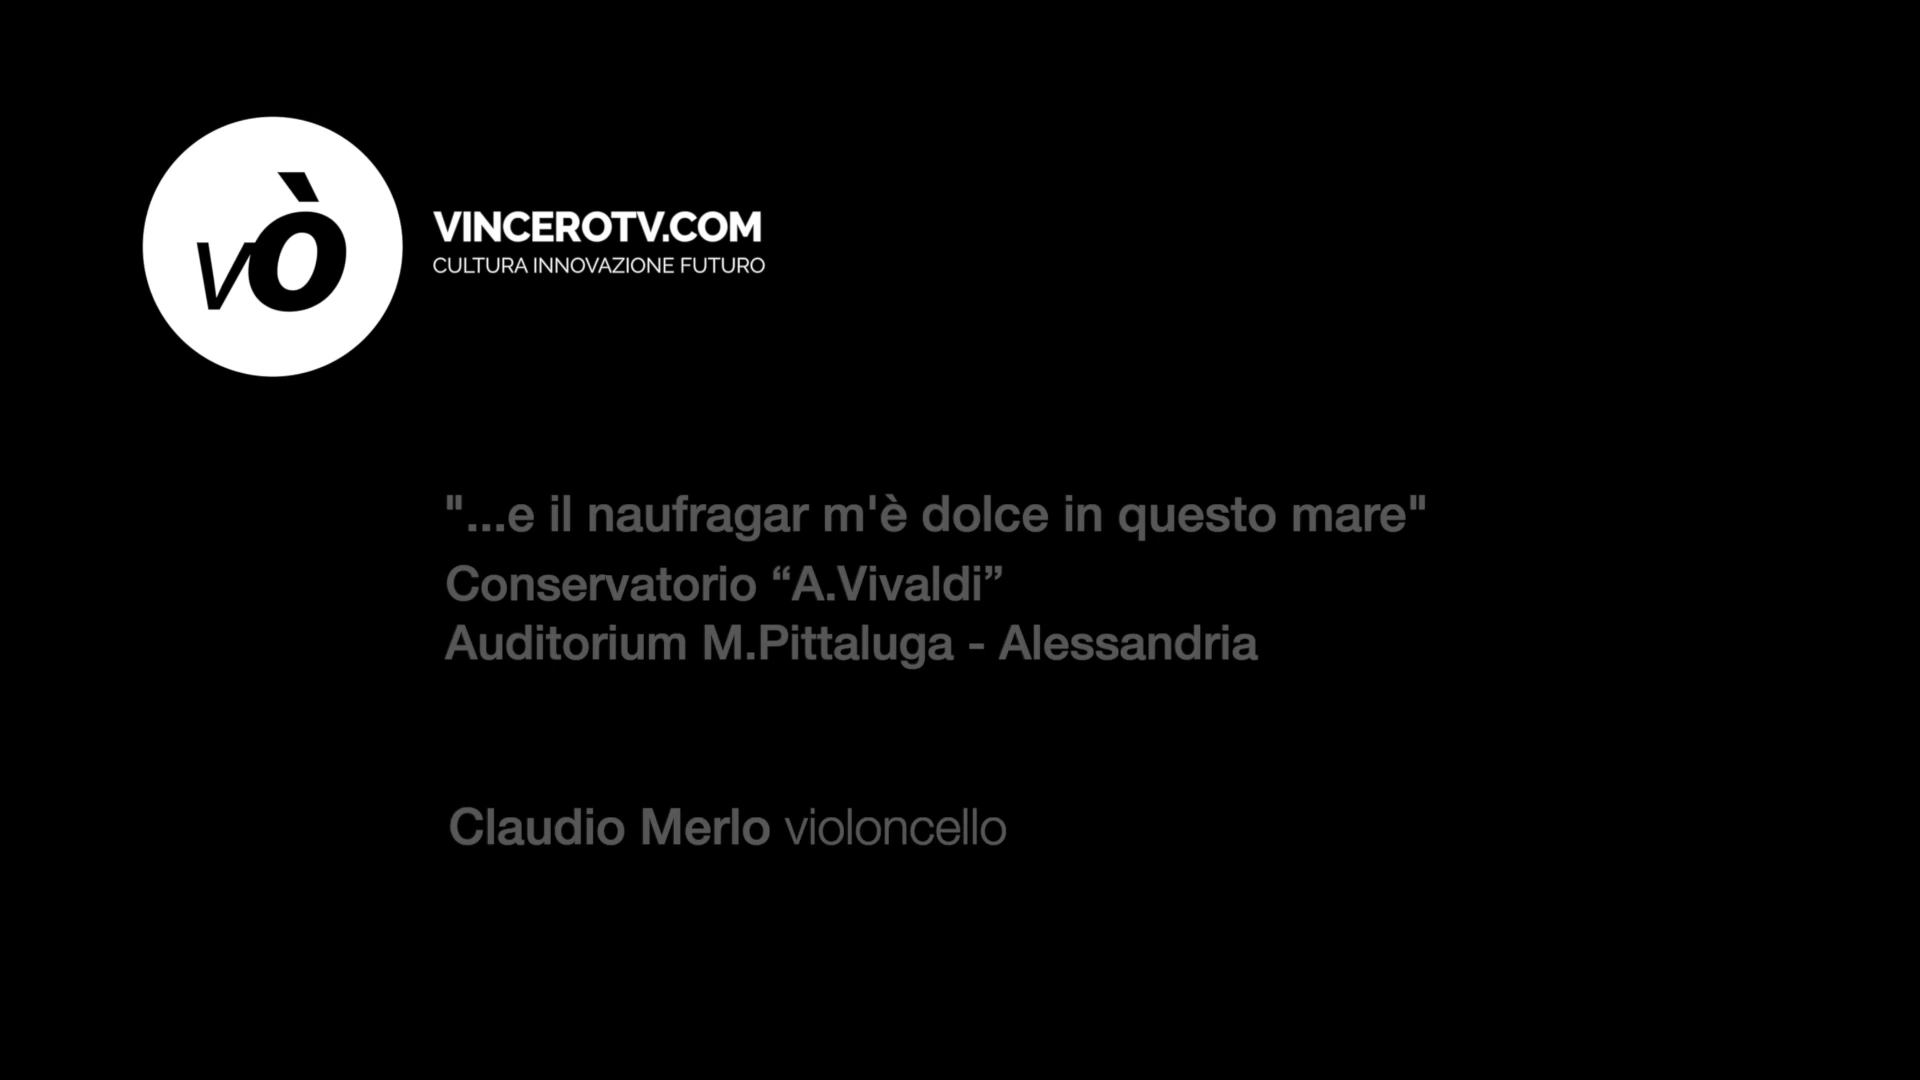 vò
VINCEROTV.COM
CULTURA INNOVAZIONE FUTURO
"...e il naufragar m'è dolce in questo mare"
Conservatorio “A.Vivaldi”
Auditorium M.Pittaluga - Alessandria
Claudio Merlo violoncello